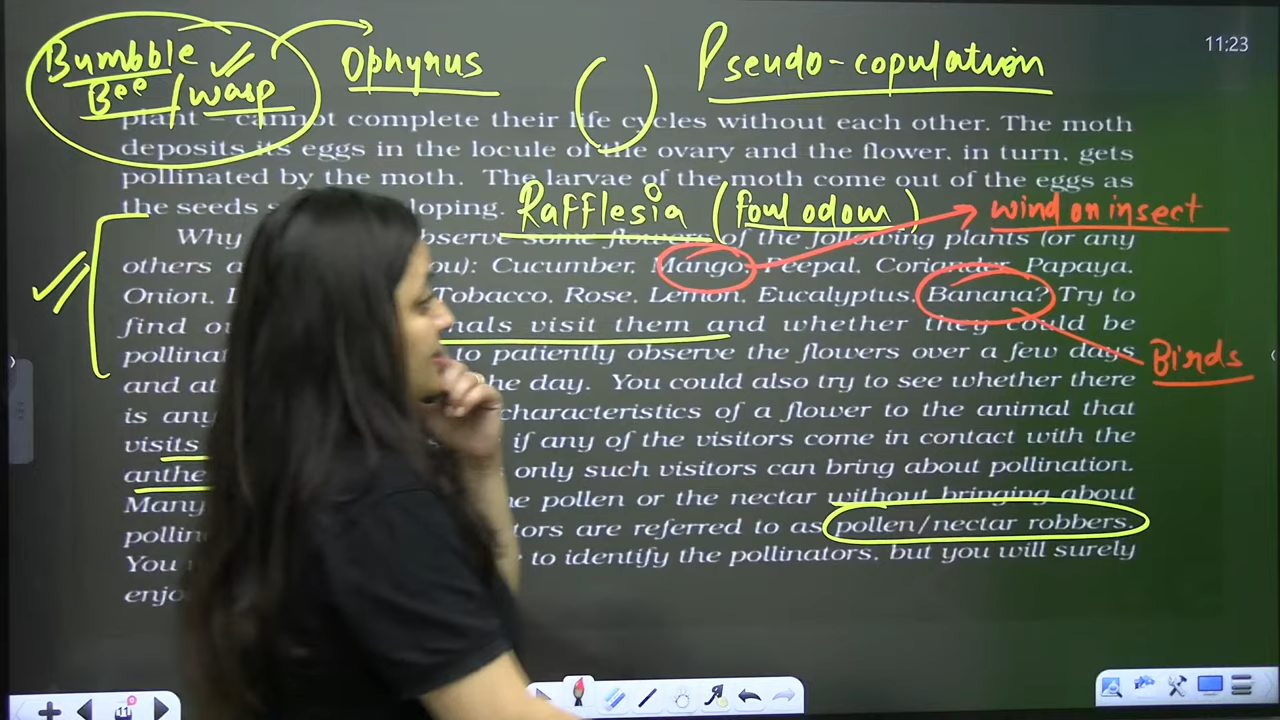 Bumbble
Bee / wasp
Ophyrus
Pseudo-copulation
11:23
plant – cannot complete their life cycles without each other. The moth
deposits its eggs in the locule of the ovary and the flower, in turn, gets
pollinated by the moth. The larvae of the moth come out of the eggs as
the seeds s loping.
Rafflesia (foul odom)
wind on insect
Why observe some flowers of the following plants (or any
others a ou): Cucumber, Mango, Peepal, Coriander, Papaya,
Onion, Tobacco, Rose, Lemon, Eucalyptus, Banana? Try to
find ou mals visit them and whether they could be
Birds
pollinat to patiently observe the flowers over a few days
and at he day. You could also try to see whether there
is any characteristics of a flower to the animal that
visits if any of the visitors come in contact with the
anthe only such visitors can bring about pollination.
Many he pollen or the nectar without bringing about
pollin tors are referred to as pollen/nectar robbers.
You e to identify the pollinators, but you will surely
enjo
11